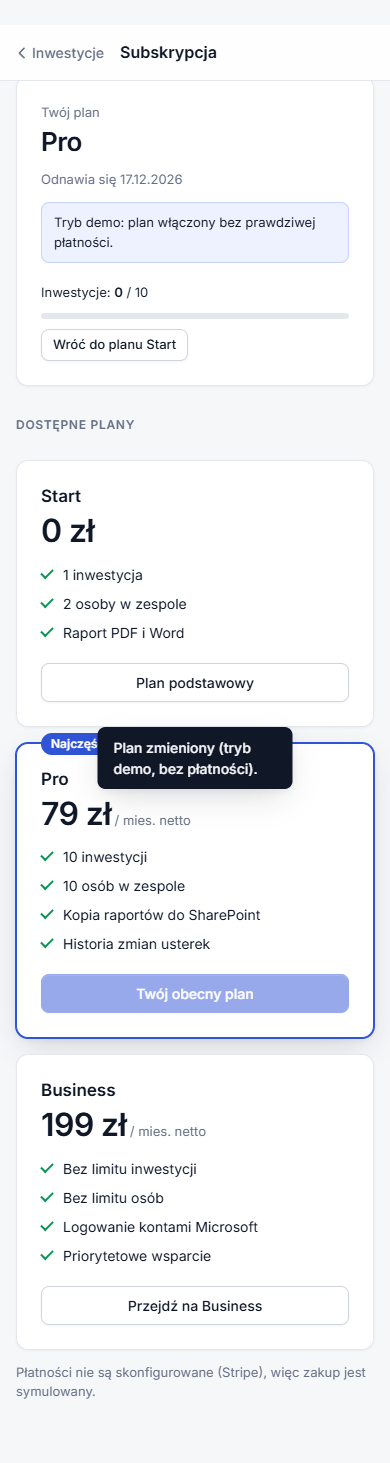 Inwestycje Subskrypcja
Twój plan
Pro
Odnawia się 17.12.2026
Tryb demo: plan włączony bez prawdziwej
płatności.
Inwestycje: 0 / 10
Wróć do planu Start
DOSTĘPNE PLANY
Start
0 zł
1 inwestycja
2 osoby w zespole
Raport PDF i Word
Plan podstawowy
Plan zmieniony (tryb
demo, bez płatności).
Pro
79 zł / mies. netto
10 inwestycji
10 osób w zespole
Kopia raportów do SharePoint
Historia zmian usterek
Twój obecny plan
Business
199 zł / mies. netto
Bez limitu inwestycji
Bez limitu osób
Logowanie kontami Microsoft
Priorytetowe wsparcie
Przejdź na Business
Płatności nie są skonfigurowane (Stripe), więc zakup jest
symulowany.